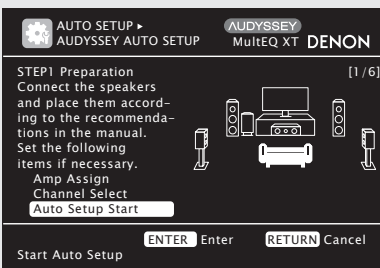 AUTO SETUP ▸
AUDYSSEY AUTO SETUP
AUDYSSEY
MultEQ XT
DENON
STEP1 Preparation
[1/6]
Connect the speakers
and place them accord-
ing to the recommenda-
tions in the manual.
Set the following
items if necessary.
Amp Assign
Channel Select
Auto Setup Start
ENTER Enter
RETURN Cancel
Start Auto Setup